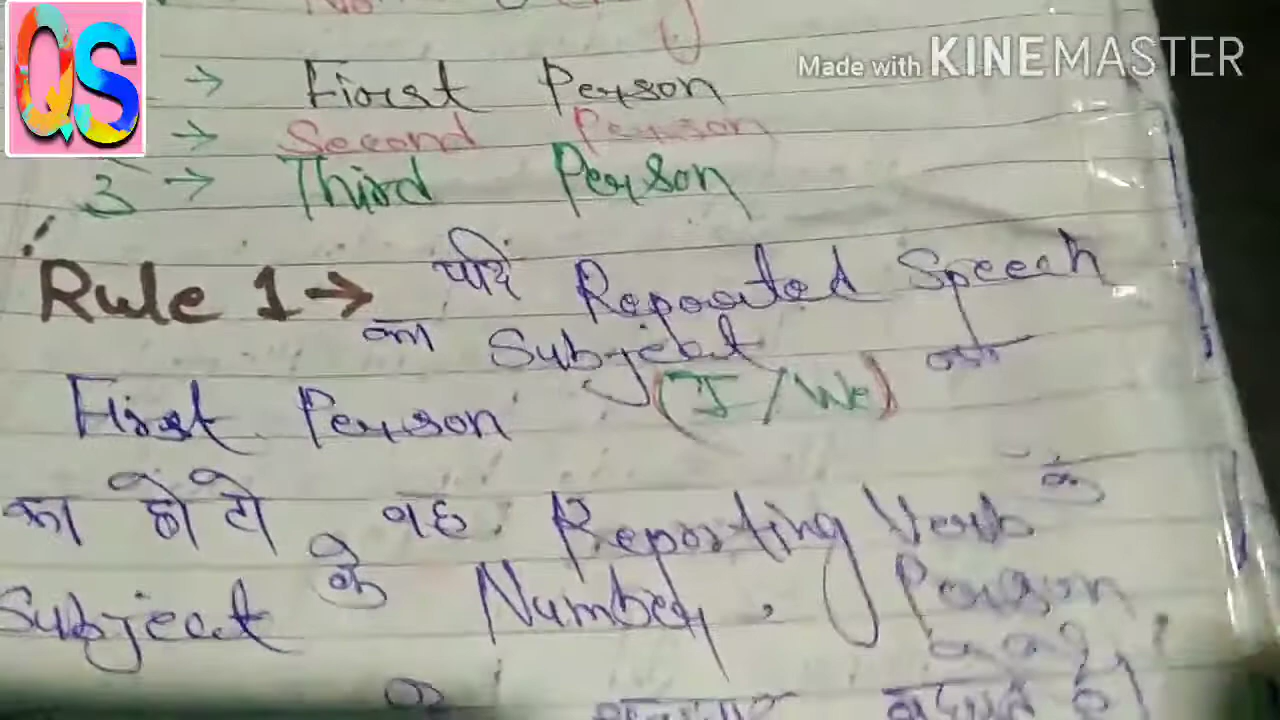 QS
Made with KINEMASTER
→ First Person
→ Second Person
3 → Third Person
Rule 1 → यदि Reported Speech
का Subject
First Person (I/We)
का हो तो वह Reporting Verb के
Subject के Number, Person